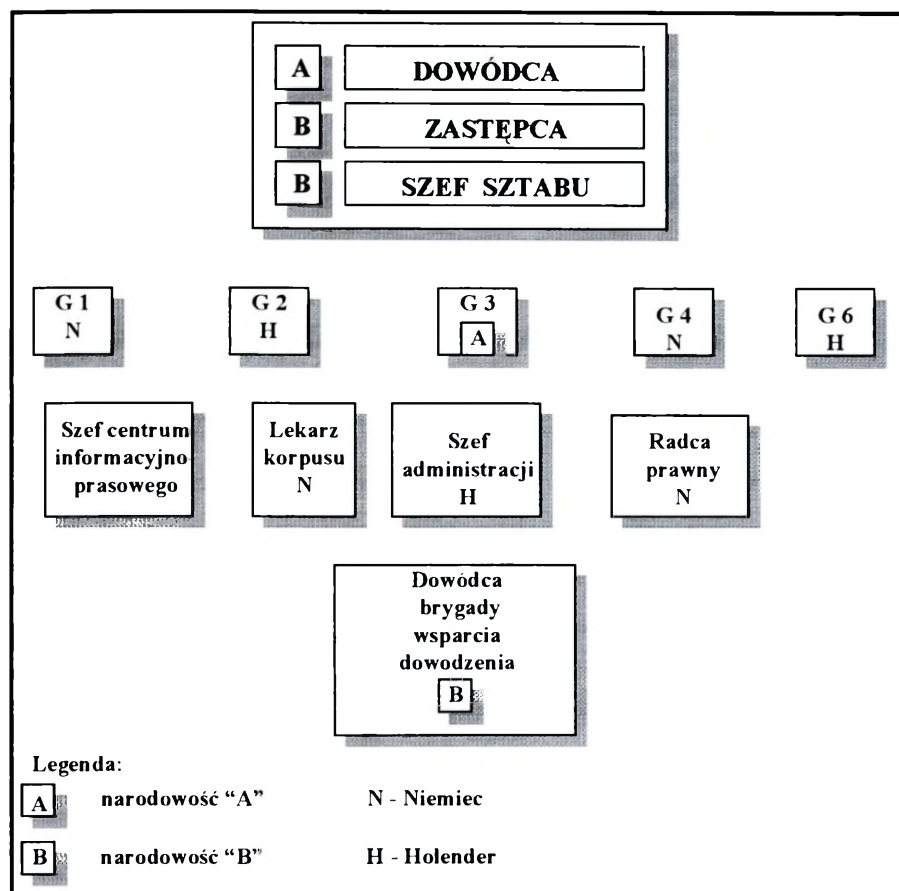 A DOWÓDCA
B ZASTĘPCA
B SZEF SZTABU
G 1
N
G 2
H
G 3
A
G 4
N
G 6
H
Szef centrum
informacyjno
prasowego
Lekarz
korpusu
N
Szef
administracji
H
Radca
prawny
N
Dowódca
brygady
wsparcia
dowodzenia
B
Legenda:
A narodowość “A” N - Niemiec
B narodowość “B” H - Holender